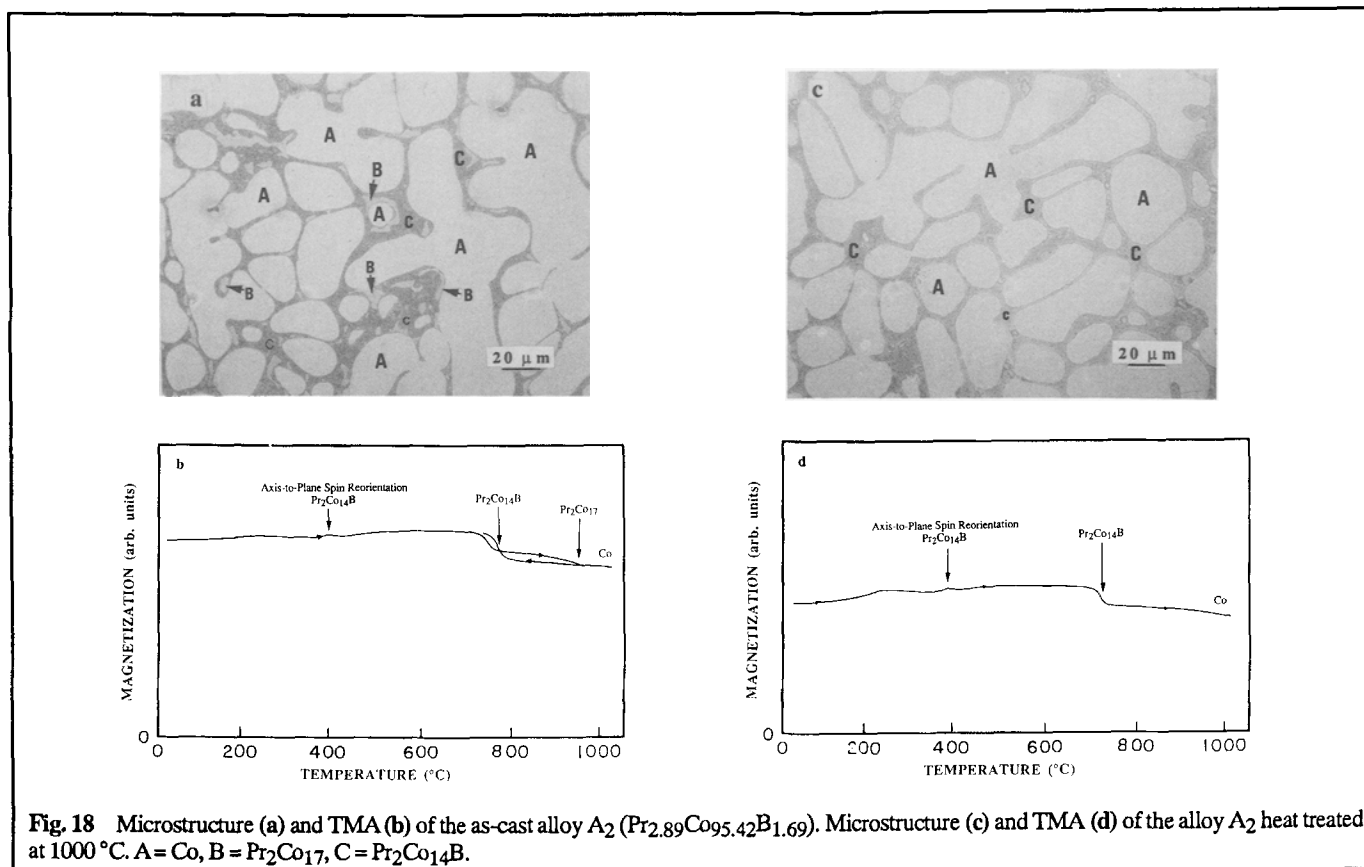 a
A
A
C
B
A
A
C
A
B
B
B
C
C
A
20 μm
c
A
A
C
C
C
A
c
20 μm
b
Axis-to-Plane Spin Reorientation
Pr2Co14B
Pr2Co14B
Pr2Co17
Co
MAGNETIZATION (arb. units)
0
0 200 400 600 800 1000
TEMPERATURE (°C)
d
Axis-to-Plane Spin Reorientation
Pr2Co14B
Pr2Co14B
Co
MAGNETIZATION (arb. units)
0
0 200 400 600 800 1000
TEMPERATURE (°C)
Fig. 18 Microstructure (a) and TMA (b) of the as-cast alloy A2 (Pr2.89Co95.42B1.69). Microstructure (c) and TMA (d) of the alloy A2 heat treated
at 1000 °C. A = Co, B = Pr2Co17, C = Pr2Co14B.